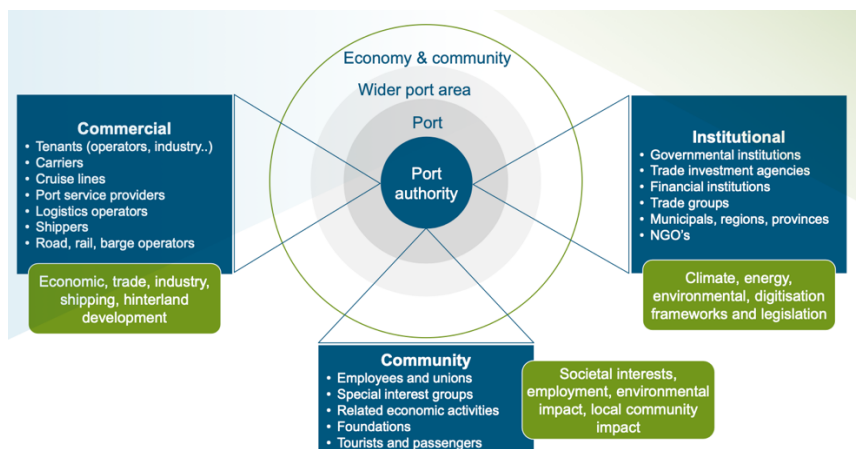 Economy & community
Wider port area
Port
Port
authority
Commercial
• Tenants (operators, industry..)
• Carriers
• Cruise lines
• Port service providers
• Logistics operators
• Shippers
• Road, rail, barge operators
Economic, trade, industry,
shipping, hinterland
development
Institutional
• Governmental institutions
• Trade investment agencies
• Financial institutions
• Trade groups
• Municipals, regions, provinces
• NGO's
Climate, energy,
environmental, digitisation
frameworks and legislation
Community
• Employees and unions
• Special interest groups
• Related economic activities
• Foundations
• Tourists and passengers
Societal interests,
employment, environmental
impact, local community
impact